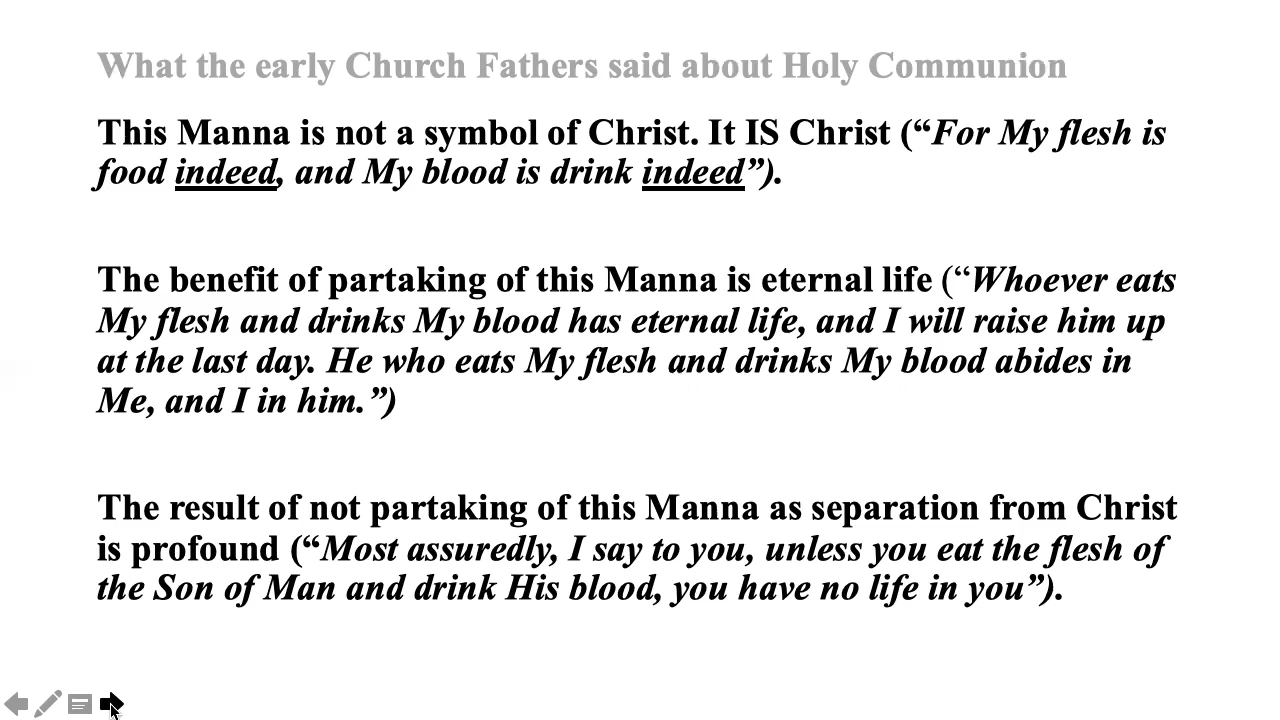 What the early Church Fathers said about Holy Communion
This Manna is not a symbol of Christ. It IS Christ (“For My flesh is
food indeed, and My blood is drink indeed”).
The benefit of partaking of this Manna is eternal life (“Whoever eats
My flesh and drinks My blood has eternal life, and I will raise him up
at the last day. He who eats My flesh and drinks My blood abides in
Me, and I in him.”)
The result of not partaking of this Manna as separation from Christ
is profound (“Most assuredly, I say to you, unless you eat the flesh of
the Son of Man and drink His blood, you have no life in you”).